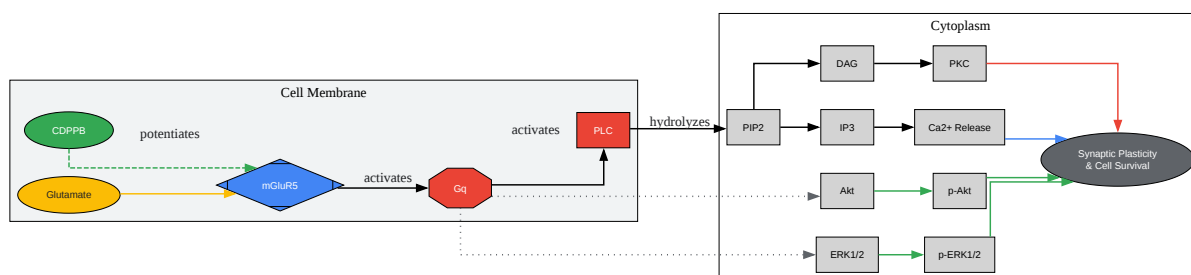 Cytoplasm
DAG
PKC
Cell Membrane
CDPPB
potentiates
activates
PLC
hydrolyzes
PIP2
IP3
Ca2+ Release
Synaptic Plasticity
& Cell Survival
Glutamate
mGluR5
activates
Gq
Akt
p-Akt
ERK1/2
p-ERK1/2